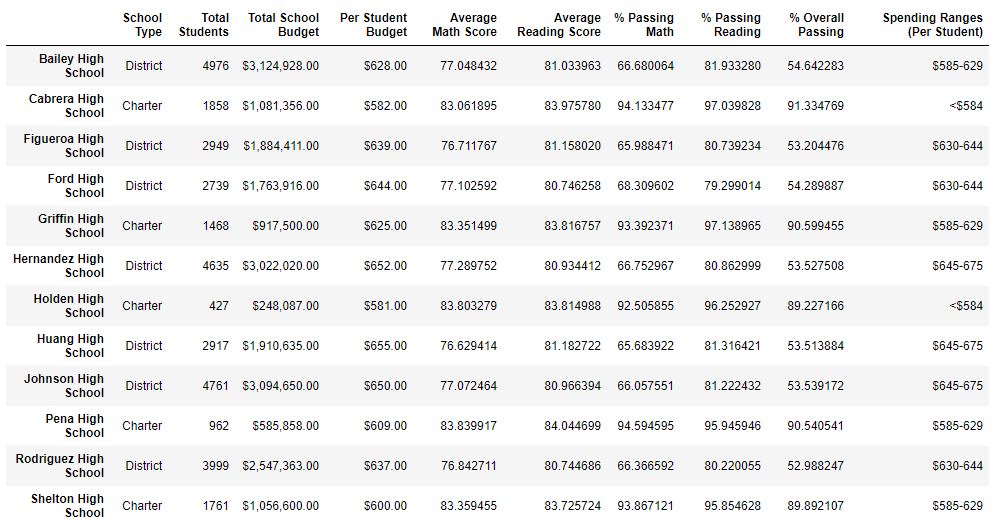 School Type Total Students Total School Budget Per Student Budget Average Math Score Average Reading Score % Passing Math % Passing Reading % Overall Passing Spending Ranges (Per Student)
Bailey High School District 4976 $3,124,928.00 $628.00 77.048432 81.033963 66.680064 81.933280 54.642283 $585-629
Cabrera High School Charter 1858 $1,081,356.00 $582.00 83.061895 83.975780 94.133477 97.039828 91.334769 <$584
Figueroa High School District 2949 $1,884,411.00 $639.00 76.711767 81.158020 65.988471 80.739234 53.204476 $630-644
Ford High School District 2739 $1,763,916.00 $644.00 77.102592 80.746258 68.309602 79.299014 54.289887 $630-644
Griffin High School Charter 1468 $917,500.00 $625.00 83.351499 83.816757 93.392371 97.138965 90.599455 $585-629
Hernandez High School District 4635 $3,022,020.00 $652.00 77.289752 80.934412 66.752967 80.862999 53.527508 $645-675
Holden High School Charter 427 $248,087.00 $581.00 83.803279 83.814988 92.505855 96.252927 89.227166 <$584
Huang High School District 2917 $1,910,635.00 $655.00 76.629414 81.182722 65.683922 81.316421 53.513884 $645-675
Johnson High School District 4761 $3,094,650.00 $650.00 77.072464 80.966394 66.057551 81.222432 53.539172 $645-675
Pena High School Charter 962 $585,858.00 $609.00 83.839917 84.044699 94.594595 95.945946 90.540541 $585-629
Rodriguez High School District 3999 $2,547,363.00 $637.00 76.842711 80.744686 66.366592 80.220055 52.988247 $630-644
Shelton High School Charter 1761 $1,056,600.00 $600.00 83.359455 83.725724 93.867121 95.854628 89.892107 $585-629